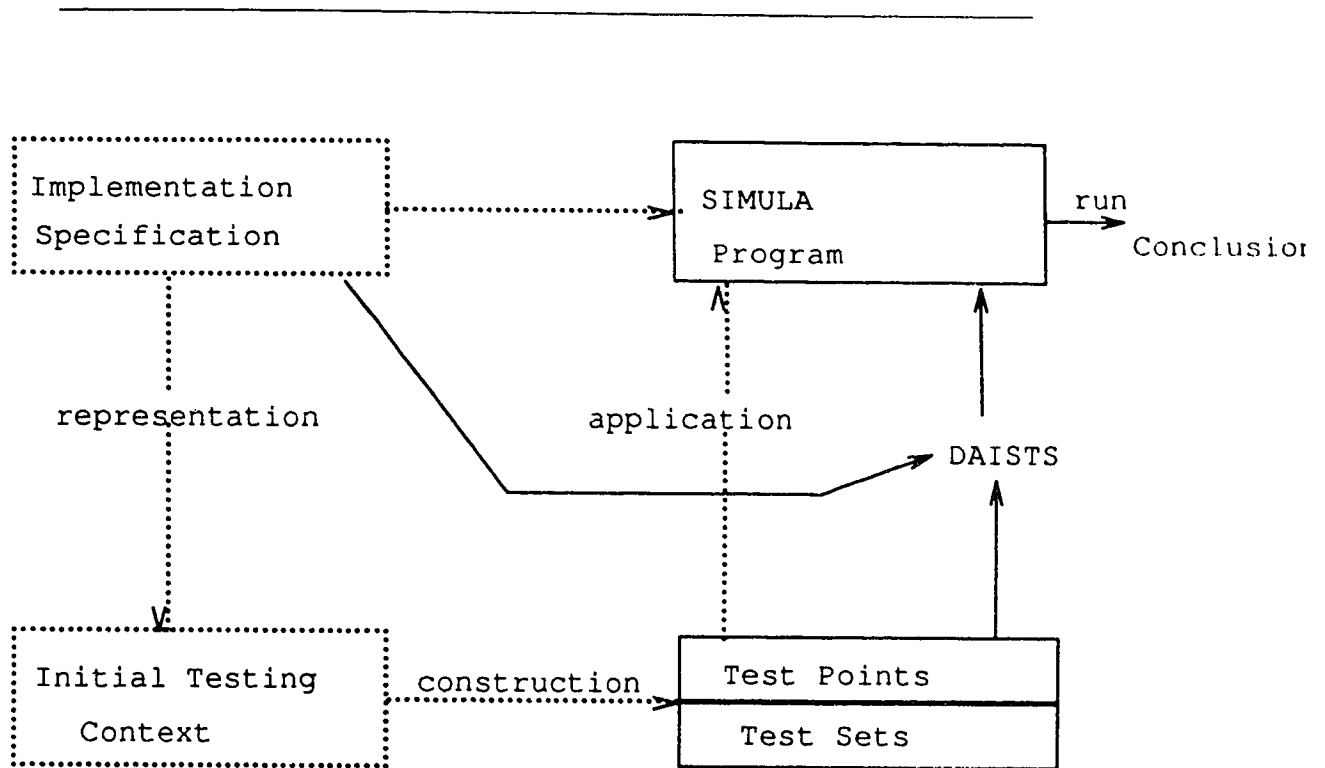 Implementation
Specification
SIMULA
Program
run
representation
application
DAISTS
Initial Testing
Context
construction
Test Points
Test Sets